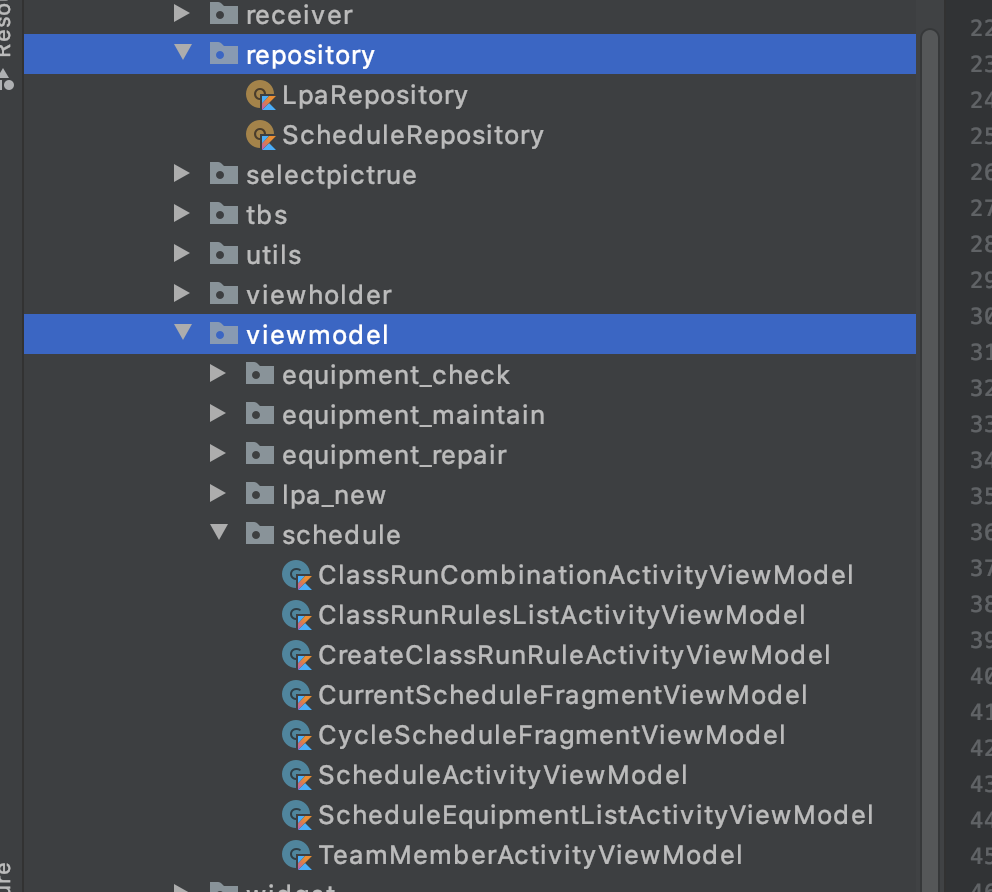 receiver
repository
LpaRepository
ScheduleRepository
selectpictrue
tbs
utils
viewholder
viewmodel
equipment_check
equipment_maintain
equipment_repair
lpa_new
schedule
ClassRunCombinationActivityViewModel
ClassRunRulesListActivityViewModel
CreateClassRunRuleActivityViewModel
CurrentScheduleFragmentViewModel
CycleScheduleFragmentViewModel
ScheduleActivityViewModel
ScheduleEquipmentListActivityViewModel
TeamMemberActivityViewModel
widget
22
23
24
25
26
27
28
29
30
31
32
33
34
35
36
37
38
39
40
41
42
43
44
45